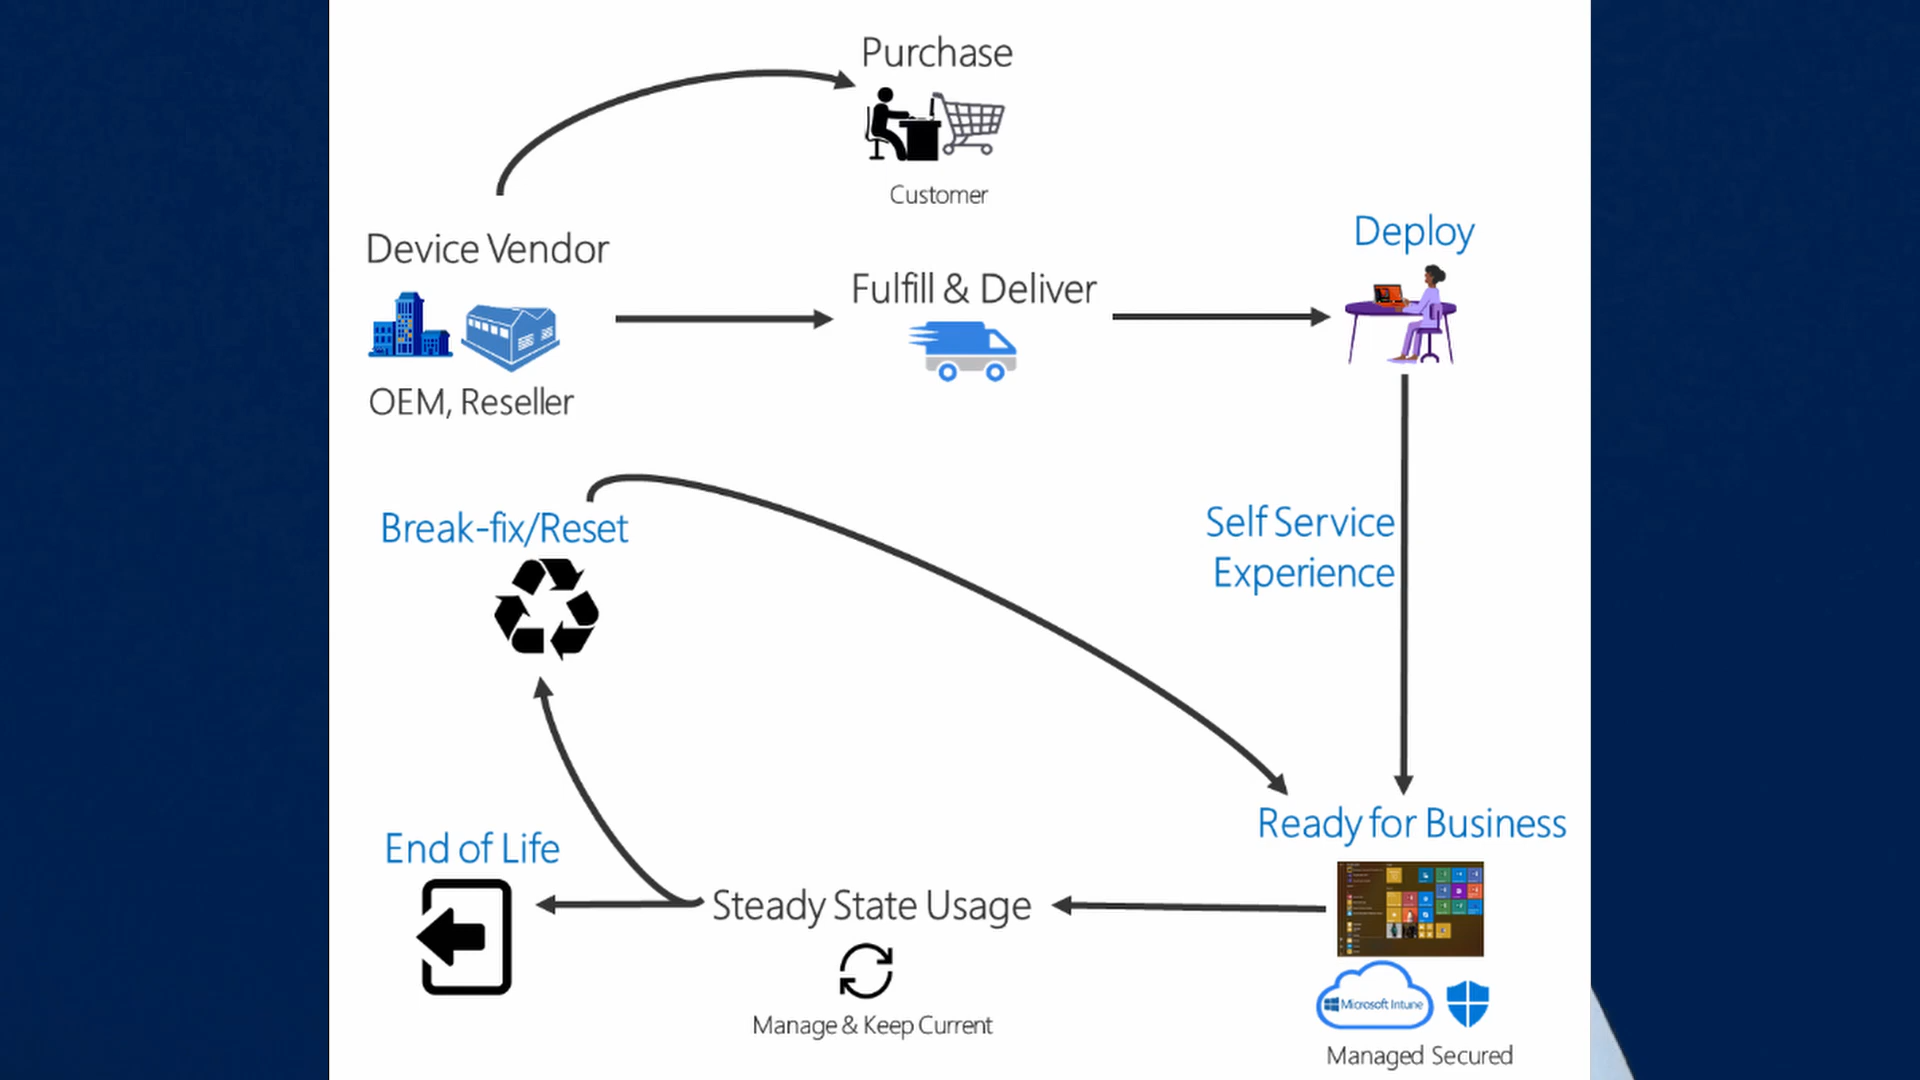 Purchase
Customer
Device Vendor
OEM, Reseller
Fulfill & Deliver
Deploy
Self Service
Experience
Break-fix/Reset
Ready for Business
Microsoft Intune
Managed Secured
Steady State Usage
Manage & Keep Current
End of Life